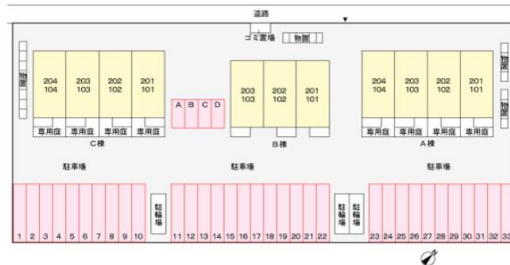 道路
ゴミ置場
物置
物置
物置
物置
204 203 202 201
104 103 102 101
A B C D
203 202 201
103 102 101
204 203 202 201
104 103 102 101
専用庭 専用庭 専用庭 専用庭
専用庭 専用庭 専用庭 専用庭
C棟
B棟
A棟
駐車場
駐車場
駐車場
駐輪場
駐輪場
駐輪場
1 2 3 4 5 6 7 8 9 10
11 12 13 14 15 16 17 18 19 20 21 22
23 24 25 26 27 28 29 30 31 32 33